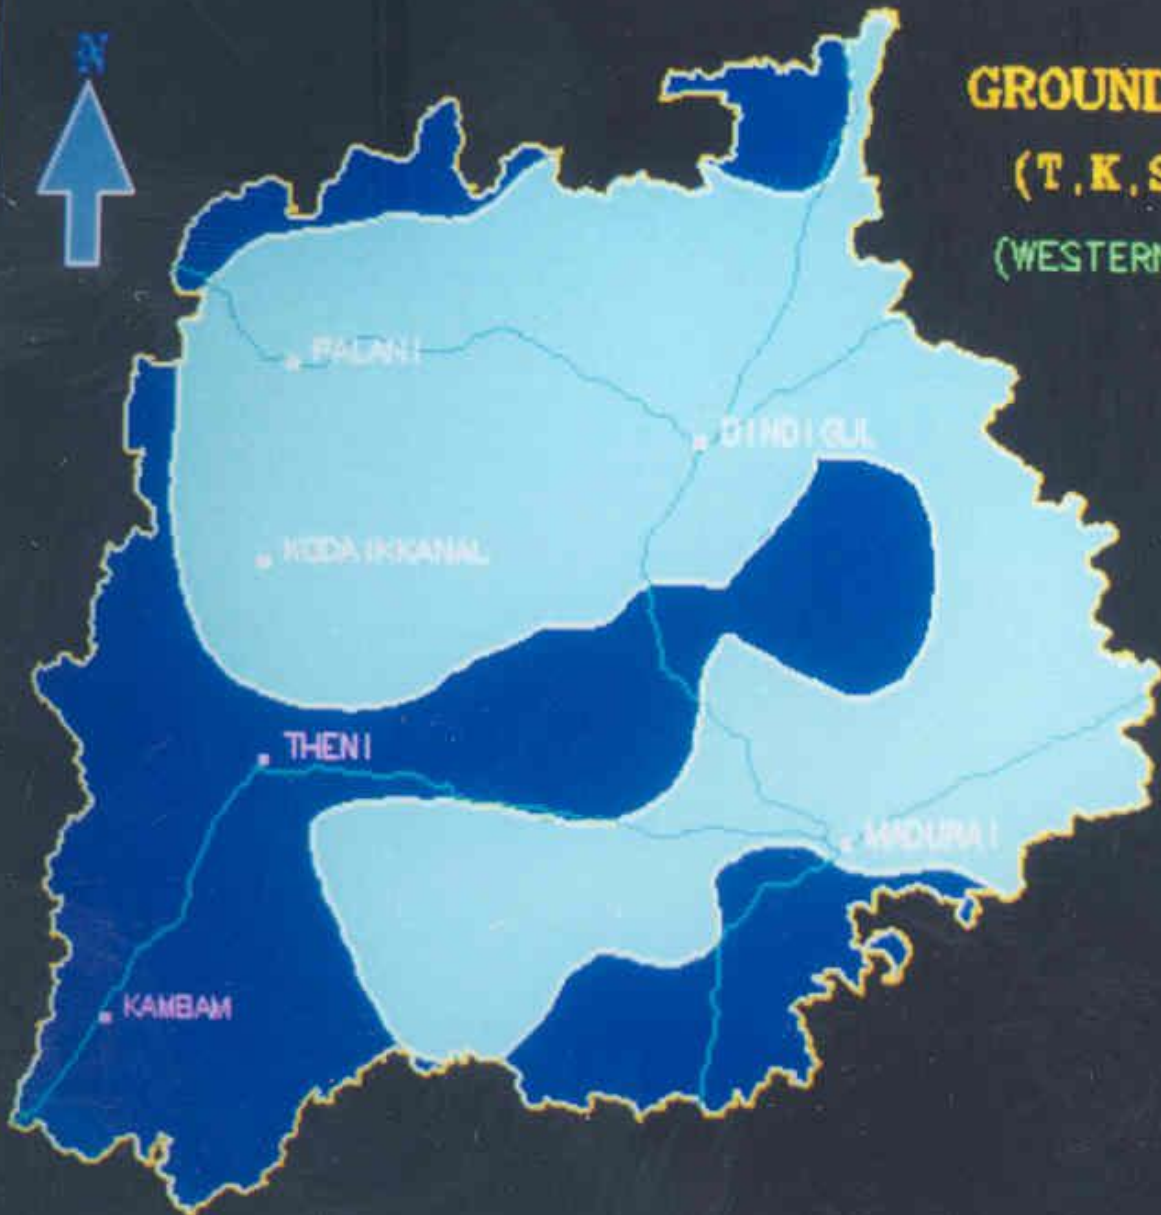 N
GROUND
(T.K.S
(WESTERN
PALANI
DINDIGUL
KODAIKKANAL
THENI
MADURAI
KAMBAM